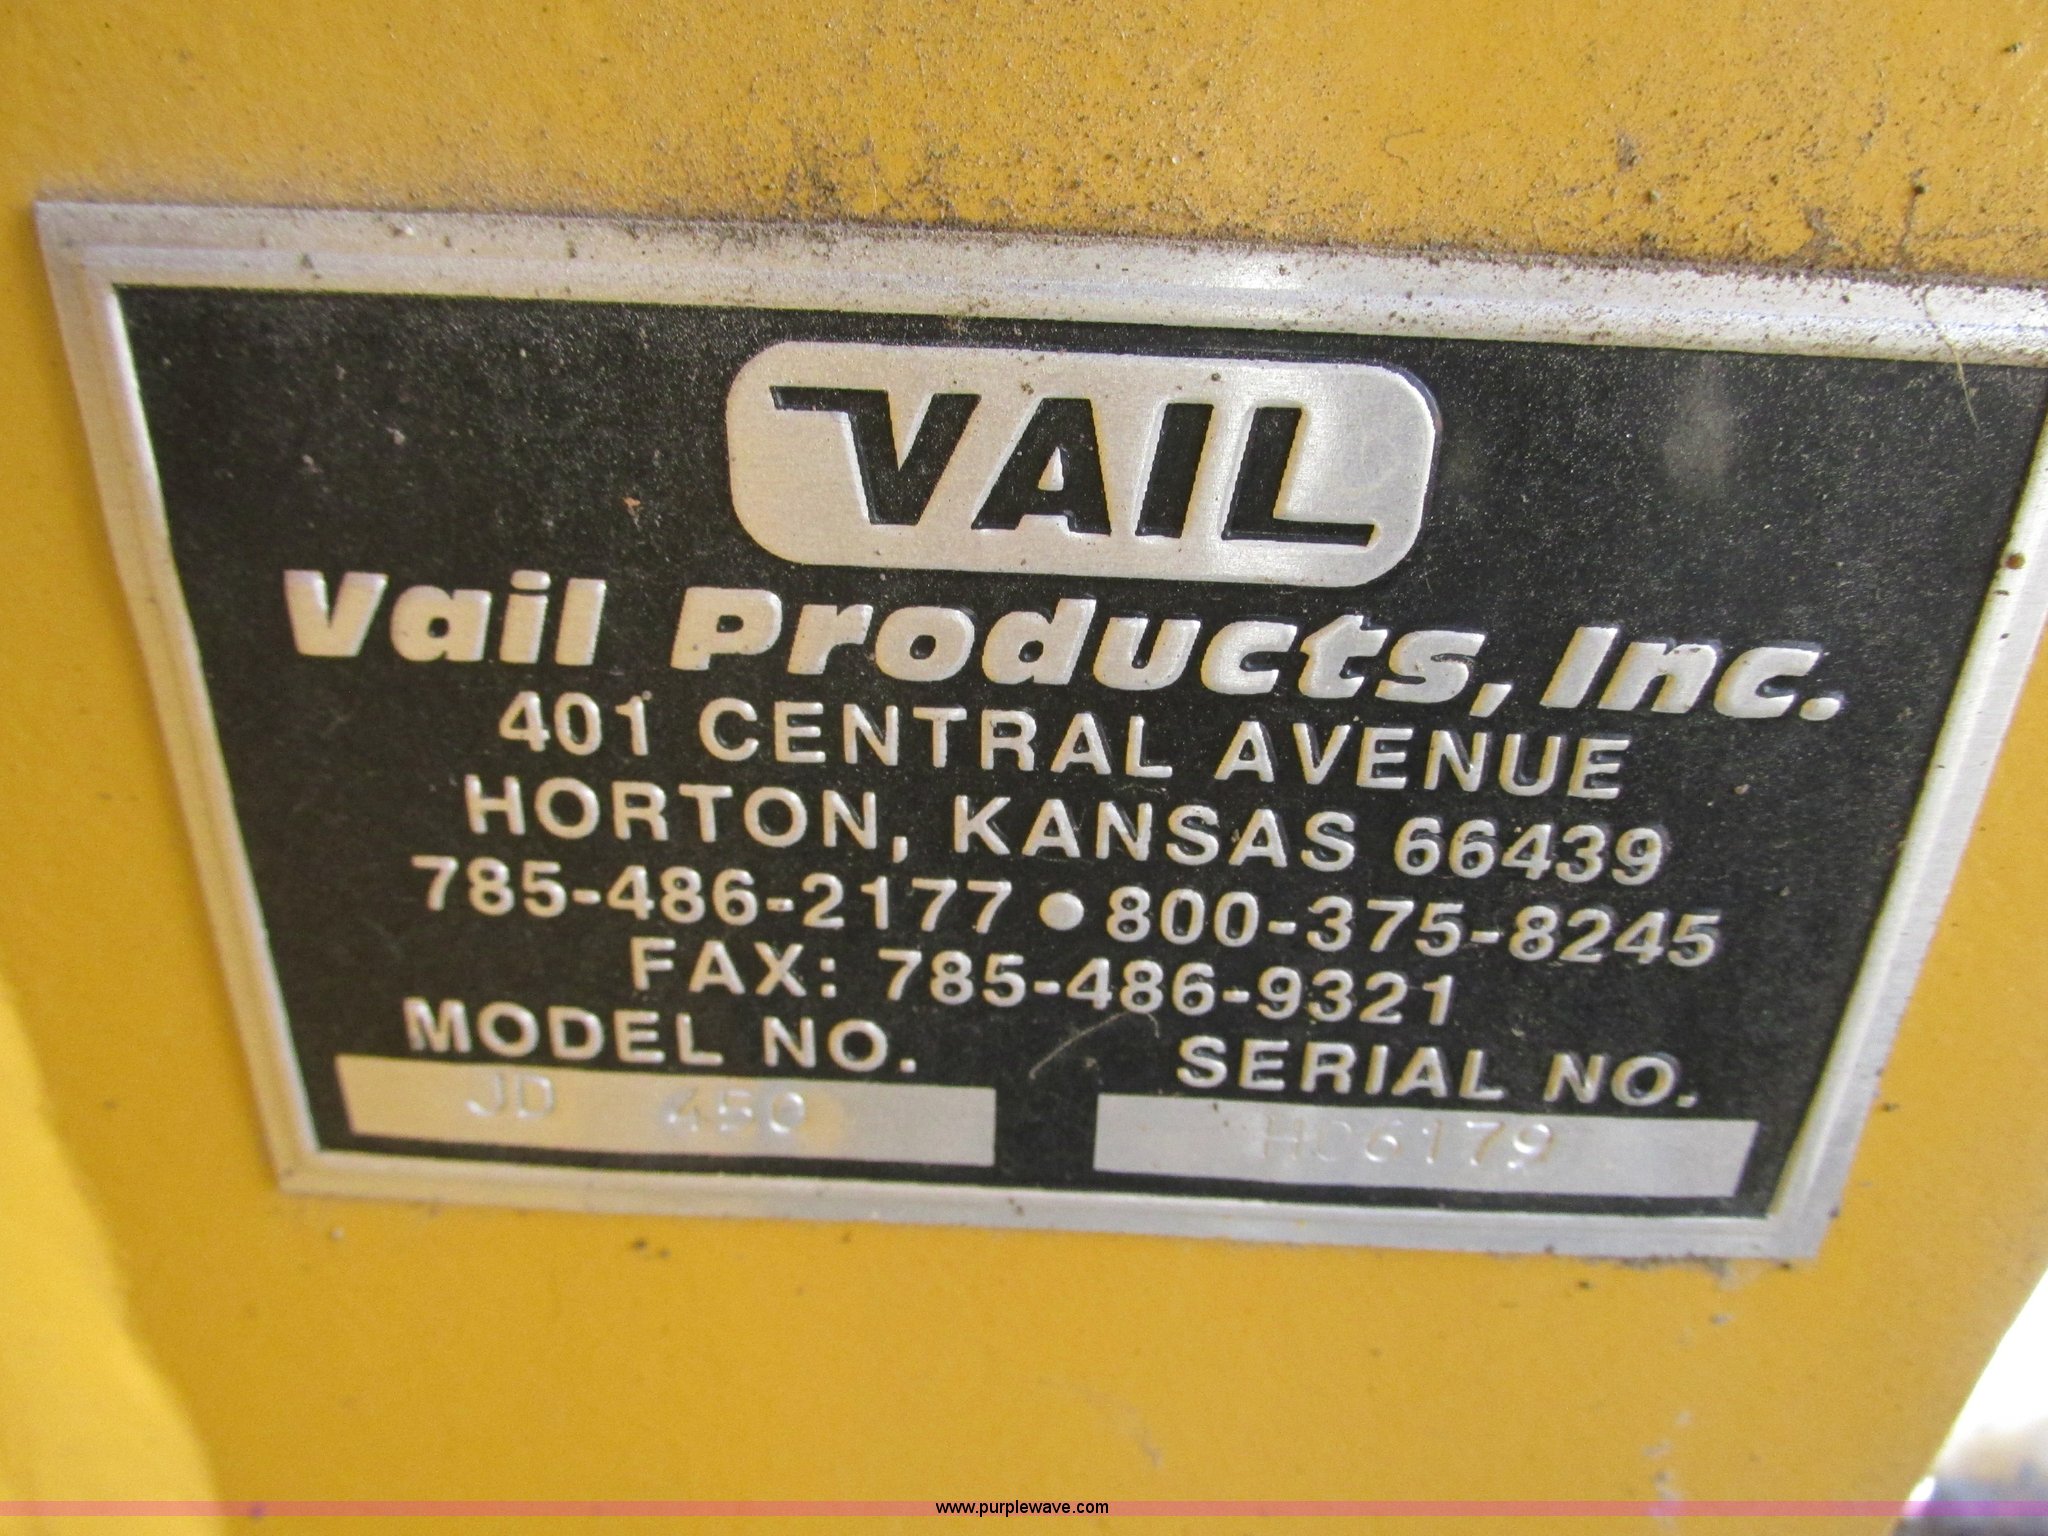 VAIL
Vail Products, Inc.
401 CENTRAL AVENUE
HORTON, KANSAS 66439
785-486-2177 • 800-375-8245
FAX: 785-486-9321
MODEL NO. SERIAL NO.
JD 450 HC6179
www.purplewave.com